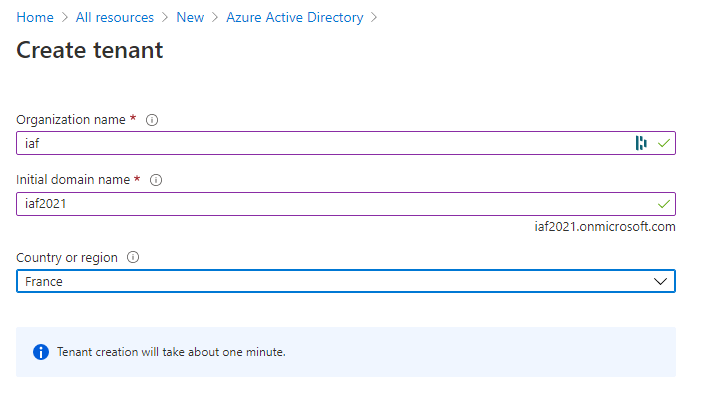 Home > All resources > New > Azure Active Directory >
Create tenant
Organization name *
iaf
Initial domain name *
iaf2021
iaf2021.onmicrosoft.com
Country or region
France
Tenant creation will take about one minute.